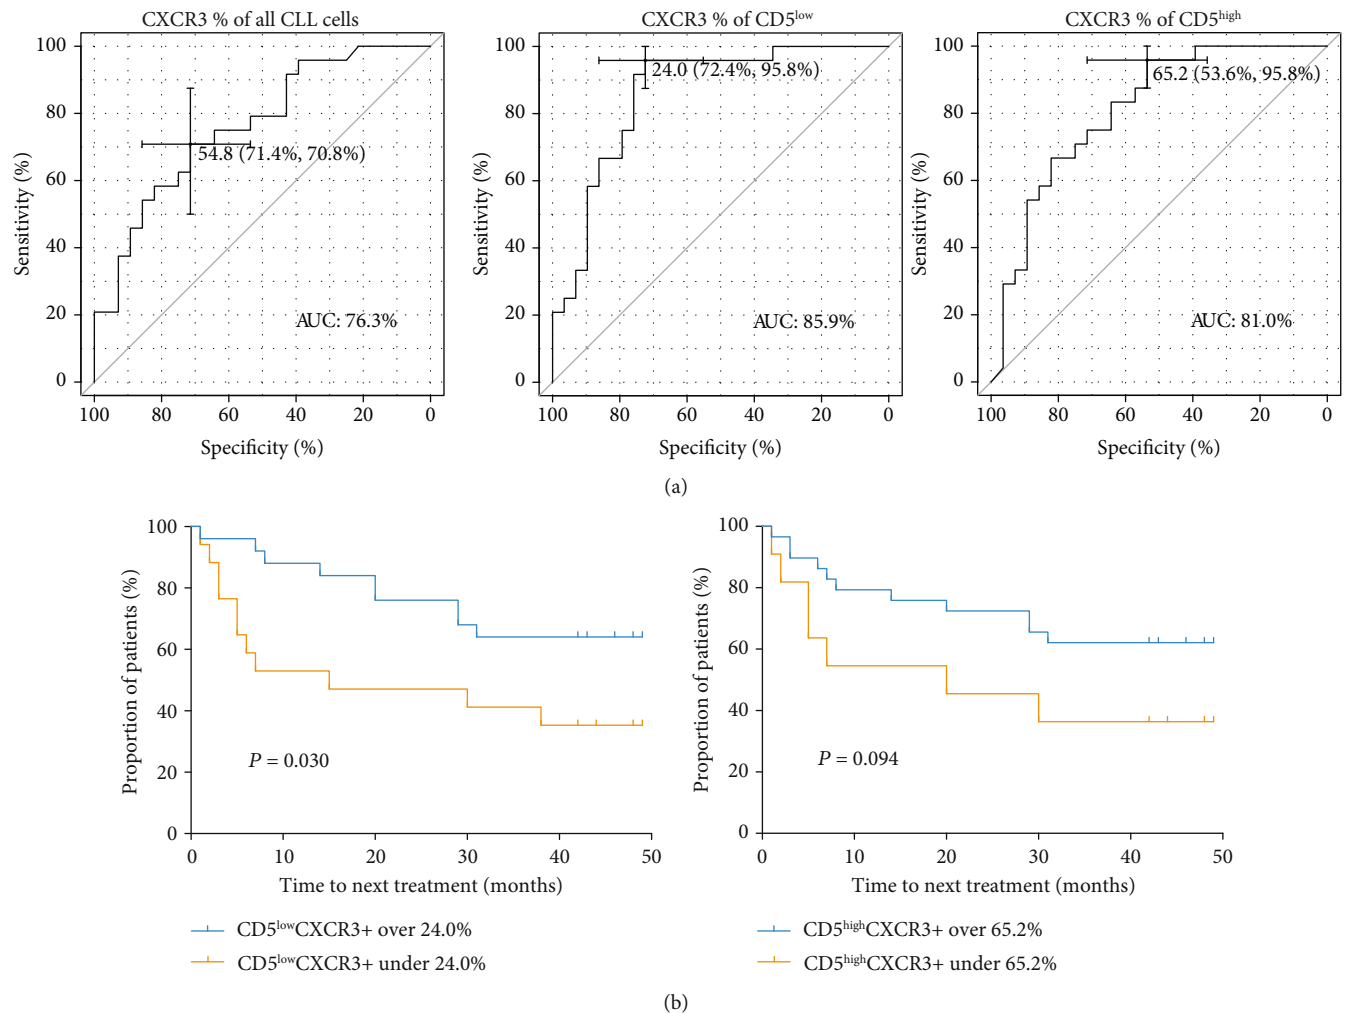 CXCR3 % of all CLL cells
100
80
60
40
20
0
Sensitivity (%)
54.8 (71.4%, 70.8%)
AUC: 76.3%
100 80 60 40 20 0
Specificity (%)
CXCR3 % of CD5low
100
80
60
40
20
0
Sensitivity (%)
24.0 (72.4%, 95.8%)
AUC: 85.9%
100 80 60 40 20 0
Specificity (%)
CXCR3 % of CD5high
100
80
60
40
20
0
Sensitivity (%)
65.2 (53.6%, 95.8%)
AUC: 81.0%
100 80 60 40 20 0
Specificity (%)
(a)
100
80
60
40
20
0
Proportion of patients (%)
P = 0.030
0 10 20 30 40 50
Time to next treatment (months)
CD5lowCXCR3+ over 24.0%
CD5lowCXCR3+ under 24.0%
100
80
60
40
20
0
Proportion of patients (%)
P = 0.094
0 10 20 30 40 50
Time to next treatment (months)
CD5highCXCR3+ over 65.2%
CD5highCXCR3+ under 65.2%
(b)